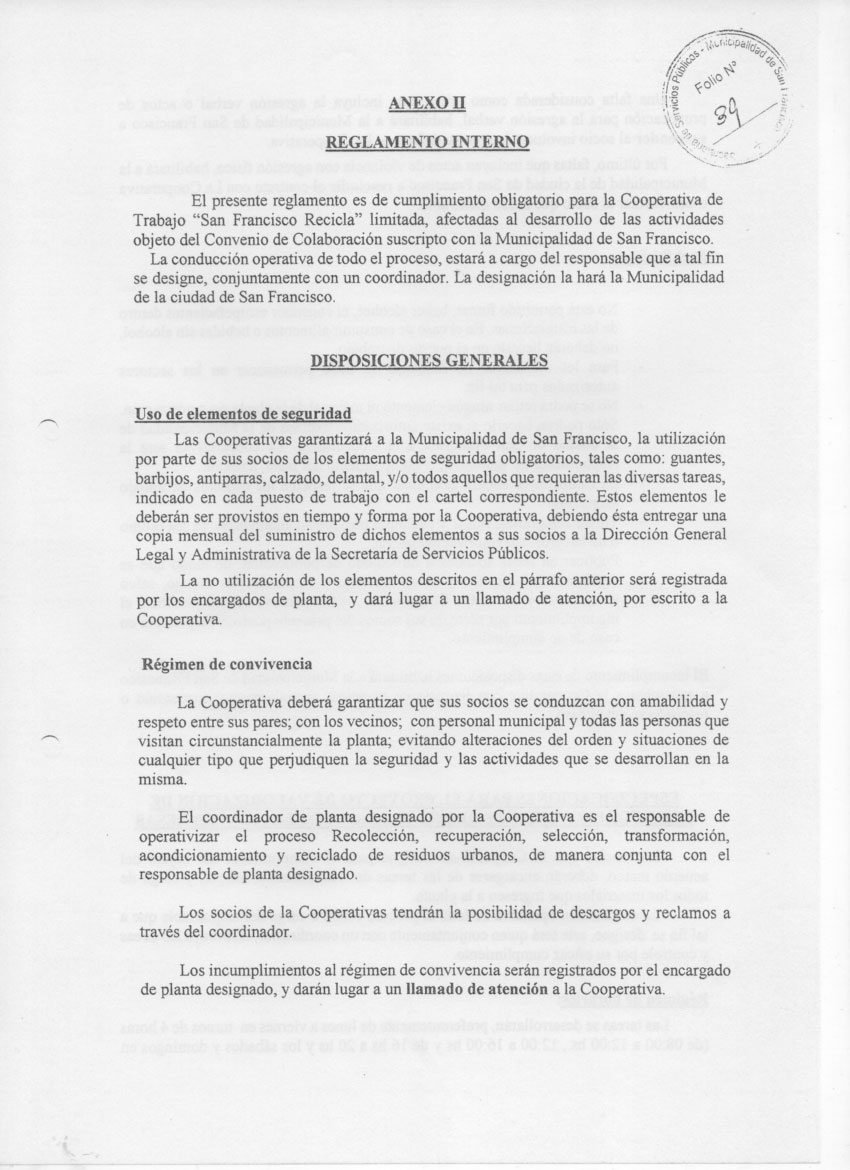 Servicios Públicos - Municipalidad de San Francisco
Folio Nº
39
ANEXO II
REGLAMENTO INTERNO
El presente reglamento es de cumplimiento obligatorio para la Cooperativa de
Trabajo “San Francisco Recicla” limitada, afectadas al desarrollo de las actividades
objeto del Convenio de Colaboración suscripto con la Municipalidad de San Francisco.
La conducción operativa de todo el proceso, estará a cargo del responsable que a tal fin
se designe, conjuntamente con un coordinador. La designación la hará la Municipalidad
de la ciudad de San Francisco.
DISPOSICIONES GENERALES
Uso de elementos de seguridad
Las Cooperativas garantizará a la Municipalidad de San Francisco, la utilización
por parte de sus socios de los elementos de seguridad obligatorios, tales como: guantes,
barbijos, antiparras, calzado, delantal, y/o todos aquellos que requieran las diversas tareas,
indicado en cada puesto de trabajo con el cartel correspondiente. Estos elementos le
deberán ser provistos en tiempo y forma por la Cooperativa, debiendo ésta entregar una
copia mensual del suministro de dichos elementos a sus socios a la Dirección General
Legal y Administrativa de la Secretaría de Servicios Públicos.
La no utilización de los elementos descritos en el párrafo anterior será registrada
por los encargados de planta, y dará lugar a un llamado de atención, por escrito a la
Cooperativa.
Régimen de convivencia
La Cooperativa deberá garantizar que sus socios se conduzcan con amabilidad y
respeto entre sus pares; con los vecinos; con personal municipal y todas las personas que
visitan circunstancialmente la planta; evitando alteraciones del orden y situaciones de
cualquier tipo que perjudiquen la seguridad y las actividades que se desarrollan en la
misma.
El coordinador de planta designado por la Cooperativa es el responsable de
operativizar el proceso Recolección, recuperación, selección, transformación,
acondicionamiento y reciclado de residuos urbanos, de manera conjunta con el
responsable de planta designado.
Los socios de la Cooperativas tendrán la posibilidad de descargos y reclamos a
través del coordinador.
Los incumplimientos al régimen de convivencia serán registrados por el encargado
de planta designado, y darán lugar a un llamado de atención a la Cooperativa.